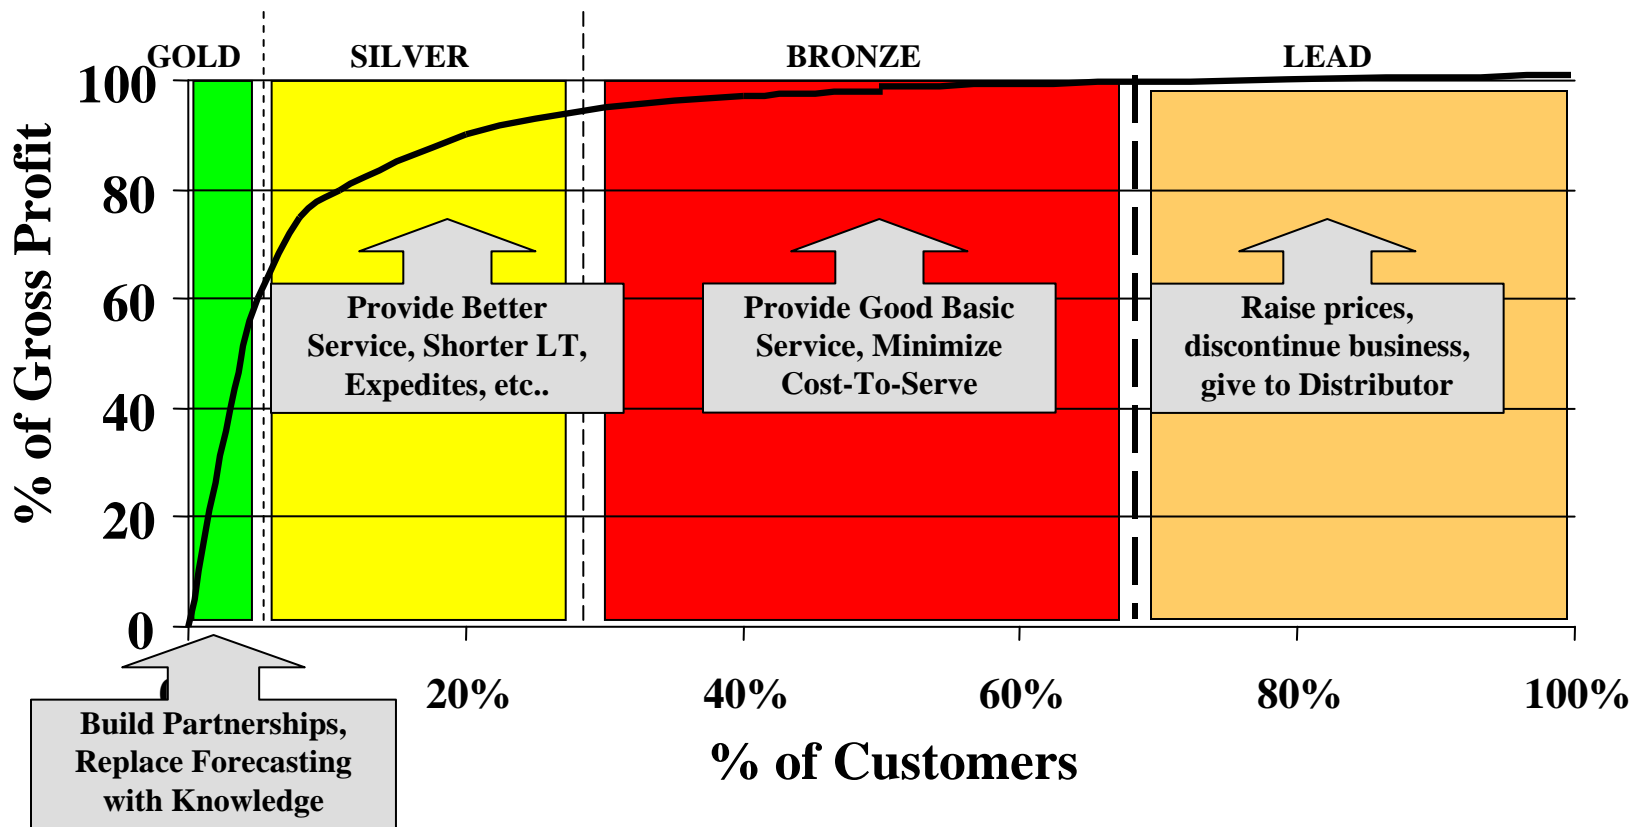 GOLD SILVER BRONZE LEAD
100
80
60
40
20
0
% of Gross Profit
Provide Better
Service, Shorter LT,
Expedites, etc..
Provide Good Basic
Service, Minimize
Cost-To-Serve
Raise prices,
discontinue business,
give to Distributor
20% 40% 60% 80% 100%
Build Partnerships,
Replace Forecasting
with Knowledge
% of Customers